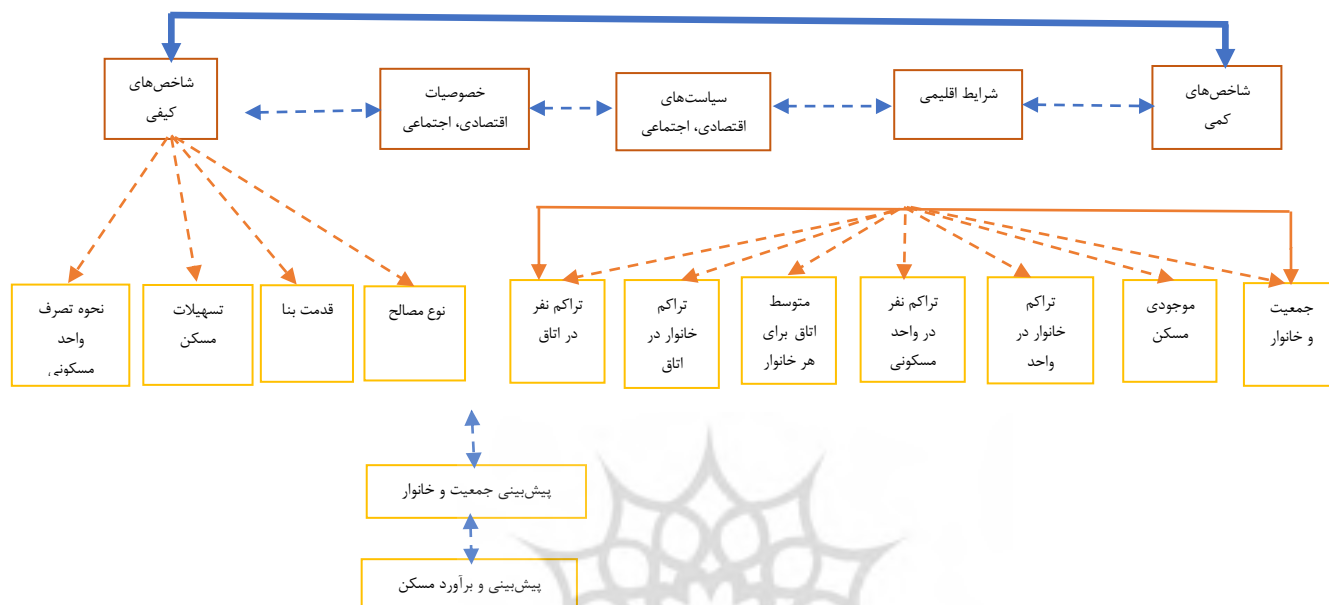 شاخص‌های
کمی
شرایط اقلیمی
سیاست‌های
اقتصادی، اجتماعی
خصوصیات
اقتصادی، اجتماعی
شاخص‌های
کیفی
جمعیت
و خانوار
موجودی
مسکن
تراکم
خانوار در
واحد
تراکم نفر
در واحد
مسکونی
متوسط
اتاق برای
هر خانوار
تراکم
خانوار در
اتاق
تراکم نفر
در اتاق
نوع مصالح
قدمت بنا
تسهیلات
مسکن
نحوه تصرف
واحد
مسکونی
پیش‌بینی جمعیت و خانوار
پیش‌بینی و برآورد مسکن